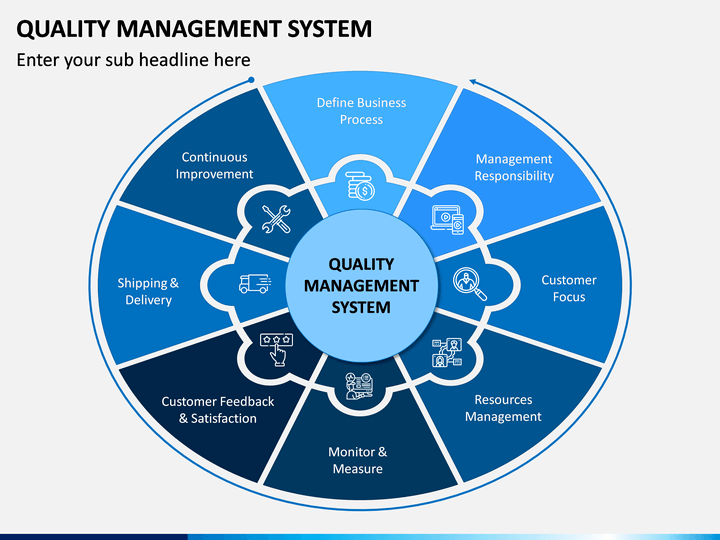 QUALITY MANAGEMENT SYSTEM
Enter your sub headline here
Define Business
Process
Management
Responsibility
Customer
Focus
Resources
Management
Monitor &
Measure
Customer Feedback
& Satisfaction
Shipping &
Delivery
Continuous
Improvement
QUALITY
MANAGEMENT
SYSTEM